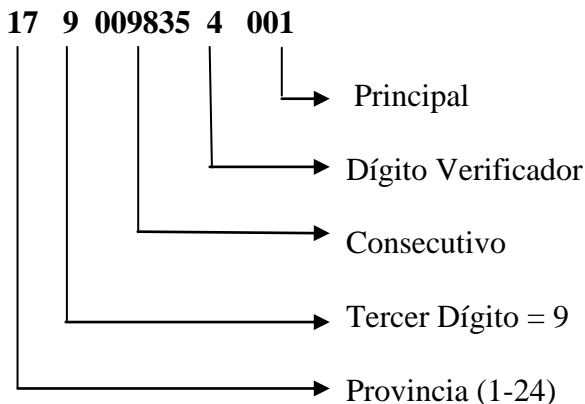 17 9 009835 4 001
Principal
Dígito Verificador
Consecutivo
Tercer Dígito = 9
Provincia (1-24)